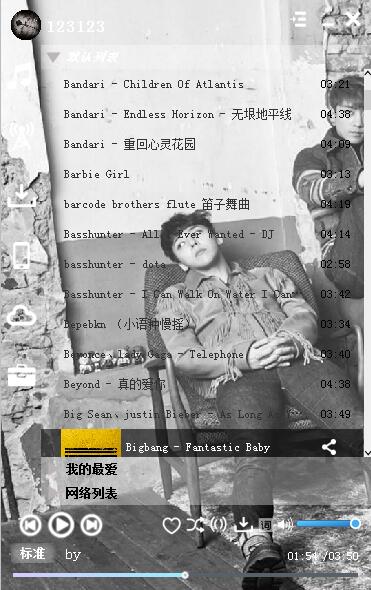 123123
默认列表
Bandari - Children Of Atlantis 03:21
Bandari - Endless Horizon - 无垠地平线 04:38
Bandari - 重回心灵花园 04:09
Barbie Girl 03:13
barcode brothers flute 笛子舞曲 04:19
Basshunter - All I Ever Wanted - DJ 04:14
basshunter - dota 02:58
Basshunter - I Can Walk On Water I Can 03:42
Bepebkn （小语种慢摇） 03:34
Beyonce、lady Gaga - Telephone 03:40
Beyond - 真的爱你 04:38
Big Sean、justin Bieber - As Long As 03:49
Bigbang - Fantastic Baby
我的最爱
网络列表
词
标准 by 01:54 /03:50